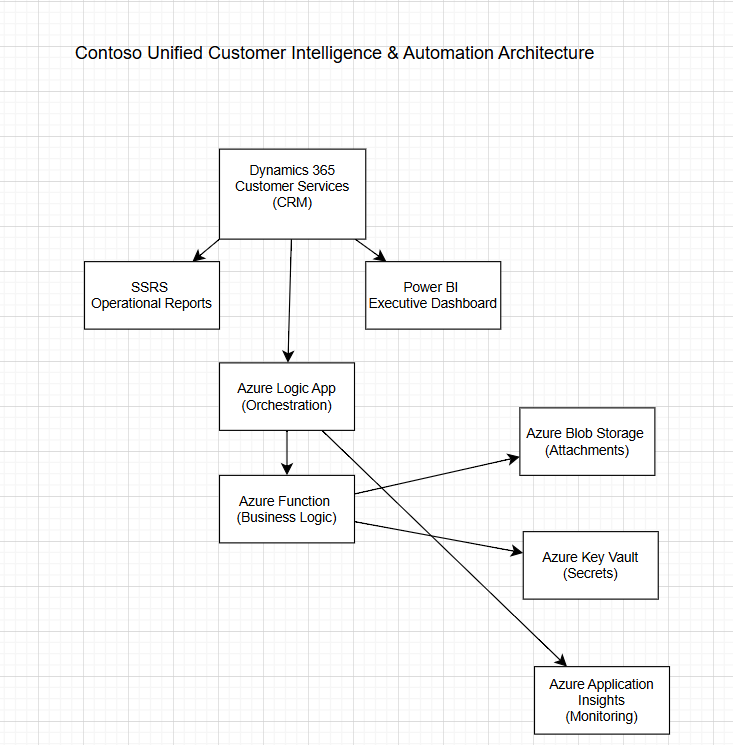 Contoso Unified Customer Intelligence & Automation Architecture
Dynamics 365
Customer Services
(CRM)
SSRS
Operational Reports
Power BI
Executive Dashboard
Azure Logic App
(Orchestration)
Azure Blob Storage
(Attachments)
Azure Function
(Business Logic)
Azure Key Vault
(Secrets)
Azure Application
Insights
(Monitoring)